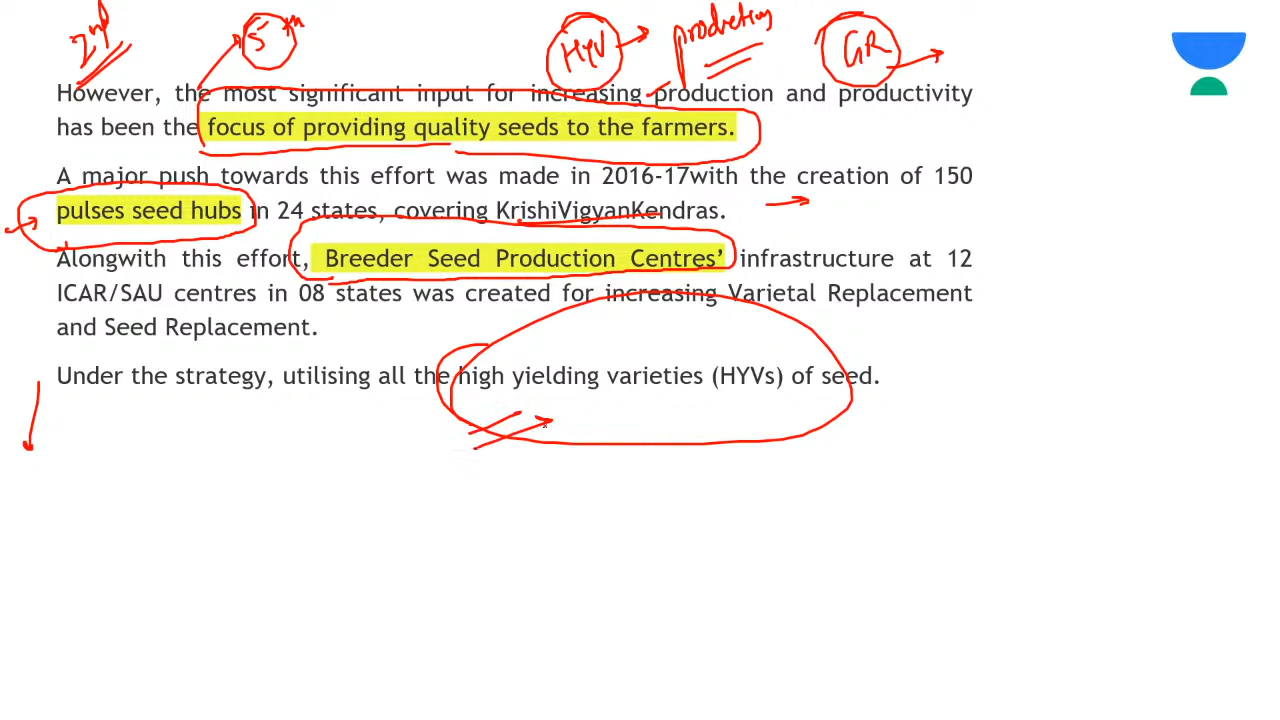 2nd 5th HYV production GR
However, the most significant input for increasing production and productivity
has been the focus of providing quality seeds to the farmers.
A major push towards this effort was made in 2016-17with the creation of 150
pulses seed hubs in 24 states, covering KrishiVigyanKendras.
Alongwith this effort, Breeder Seed Production Centres’ infrastructure at 12
ICAR/SAU centres in 08 states was created for increasing Varietal Replacement
and Seed Replacement.
Under the strategy, utilising all the high yielding varieties (HYVs) of seed.